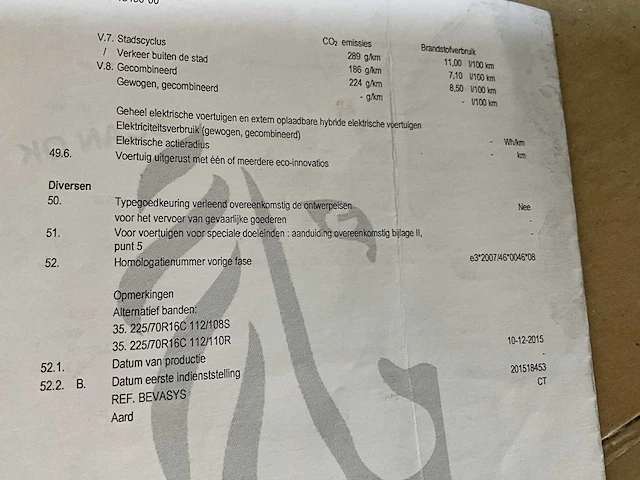 CO₂ emissies Brandstofverbruik
V.7. Stadscyclus 289 g/km 11,00 l/100 km
/ Verkeer buiten de stad 186 g/km 7,10 l/100 km
V.8. Gecombineerd 224 g/km 8,50 l/100 km
Gewogen, gecombineerd - g/km - l/100 km
Geheel elektrische voertuigen en extern oplaadbare hybride elektrische voertuigen
Elektriciteitsverbruik (gewogen, gecombineerd) - Wh/km
Elektrische actieradius - km
49.6. Voertuig uitgerust met één of meerdere eco-innovatios -
Diversen
50. Typegoedkeuring verleend overeenkomstig de ontwerpeisen Nee
voor het vervoer van gevaarlijke goederen
51. Voor voertuigen voor speciale doeleinden : aanduiding overeenkomstig bijlage II, -
punt 5
52. Homologatienummer vorige fase e3*2007/46*0046*08
Opmerkingen
Alternatief banden:
35. 225/70R16C 112/108S
35. 225/70R16C 112/110R
52.1. Datum van productie 10-12-2015
52.2. B. Datum eerste indienststelling -
REF. BEVASYS 201518453
Aard CT